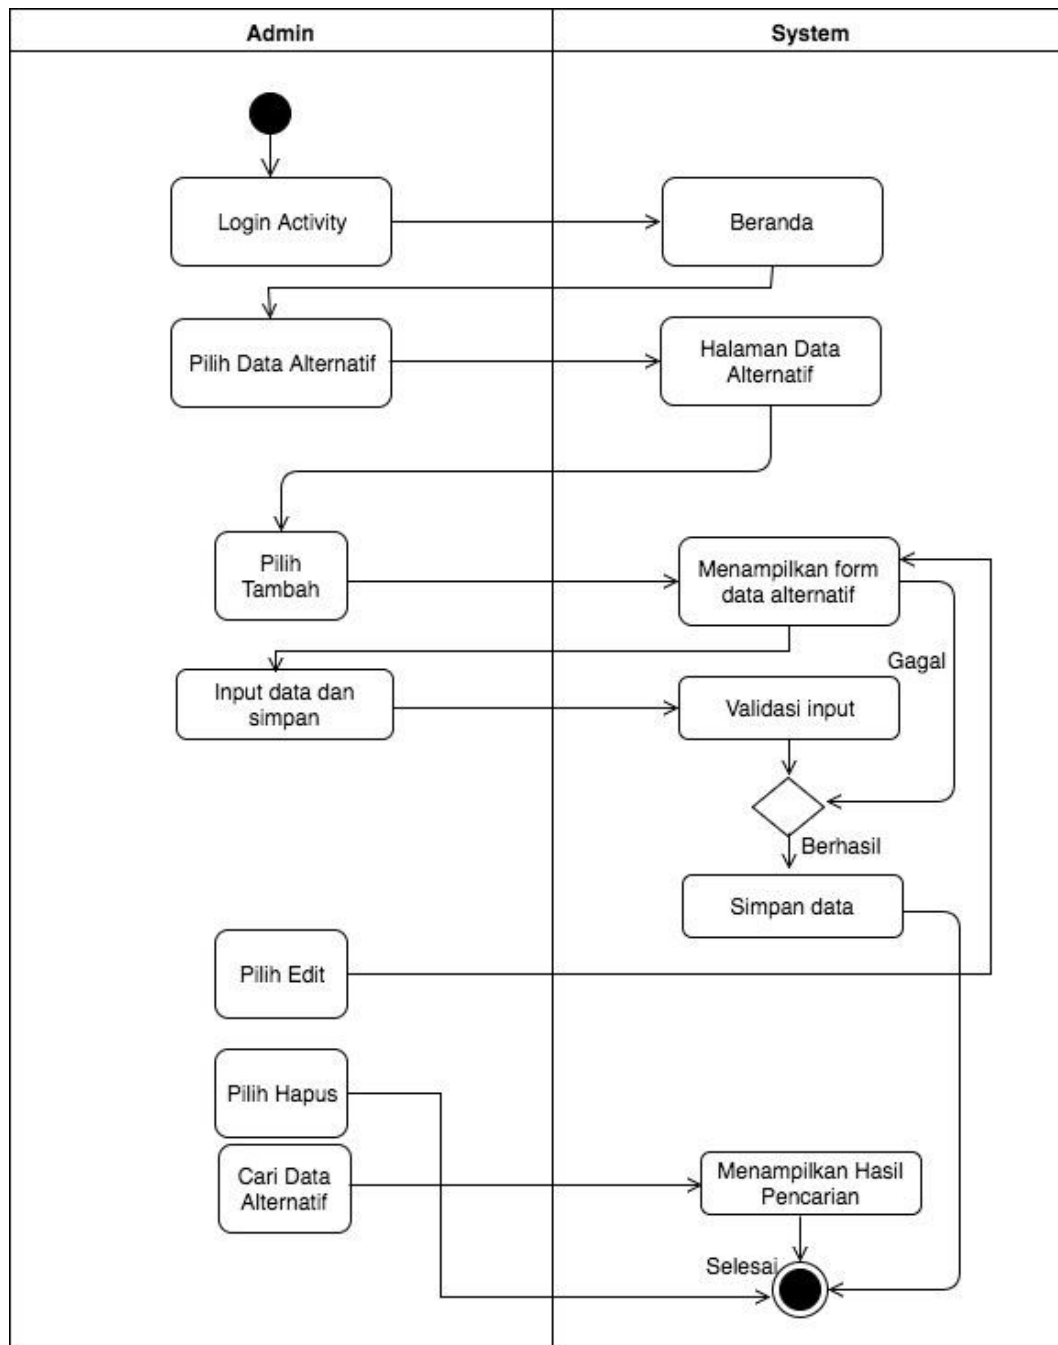 Admin
System
Login Activity
Beranda
Pilih Data Alternatif
Halaman Data
Alternatif
Pilih
Tambah
Menampilkan form
data alternatif
Gagal
Input data dan
simpan
Validasi input
Berhasil
Simpan data
Pilih Edit
Pilih Hapus
Cari Data
Alternatif
Menampilkan Hasil
Pencarian
Selesai